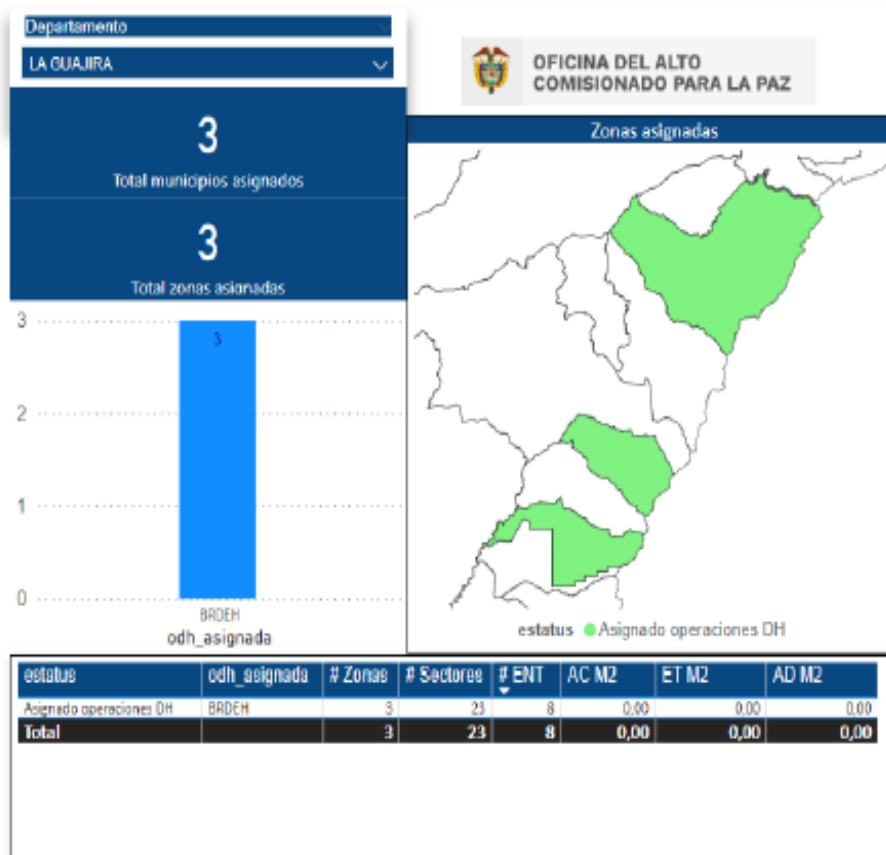 Departamento
LA GUAJIRA
OFICINA DEL ALTO
COMISIONADO PARA LA PAZ
3
Total municipios asignados
3
Total zonas asignadas
Zonas asignadas
3
3
2
1
0
BRDEH
odh_asignada
estatus Asignado operaciones DH
estatus odh_asignada # Zonas # Sectores # ENT AC M2 ET M2 AD M2
Asignado operaciones DH BRDEH 3 23 8 0,00 0,00 0,00
Total 3 23 8 0,00 0,00 0,00